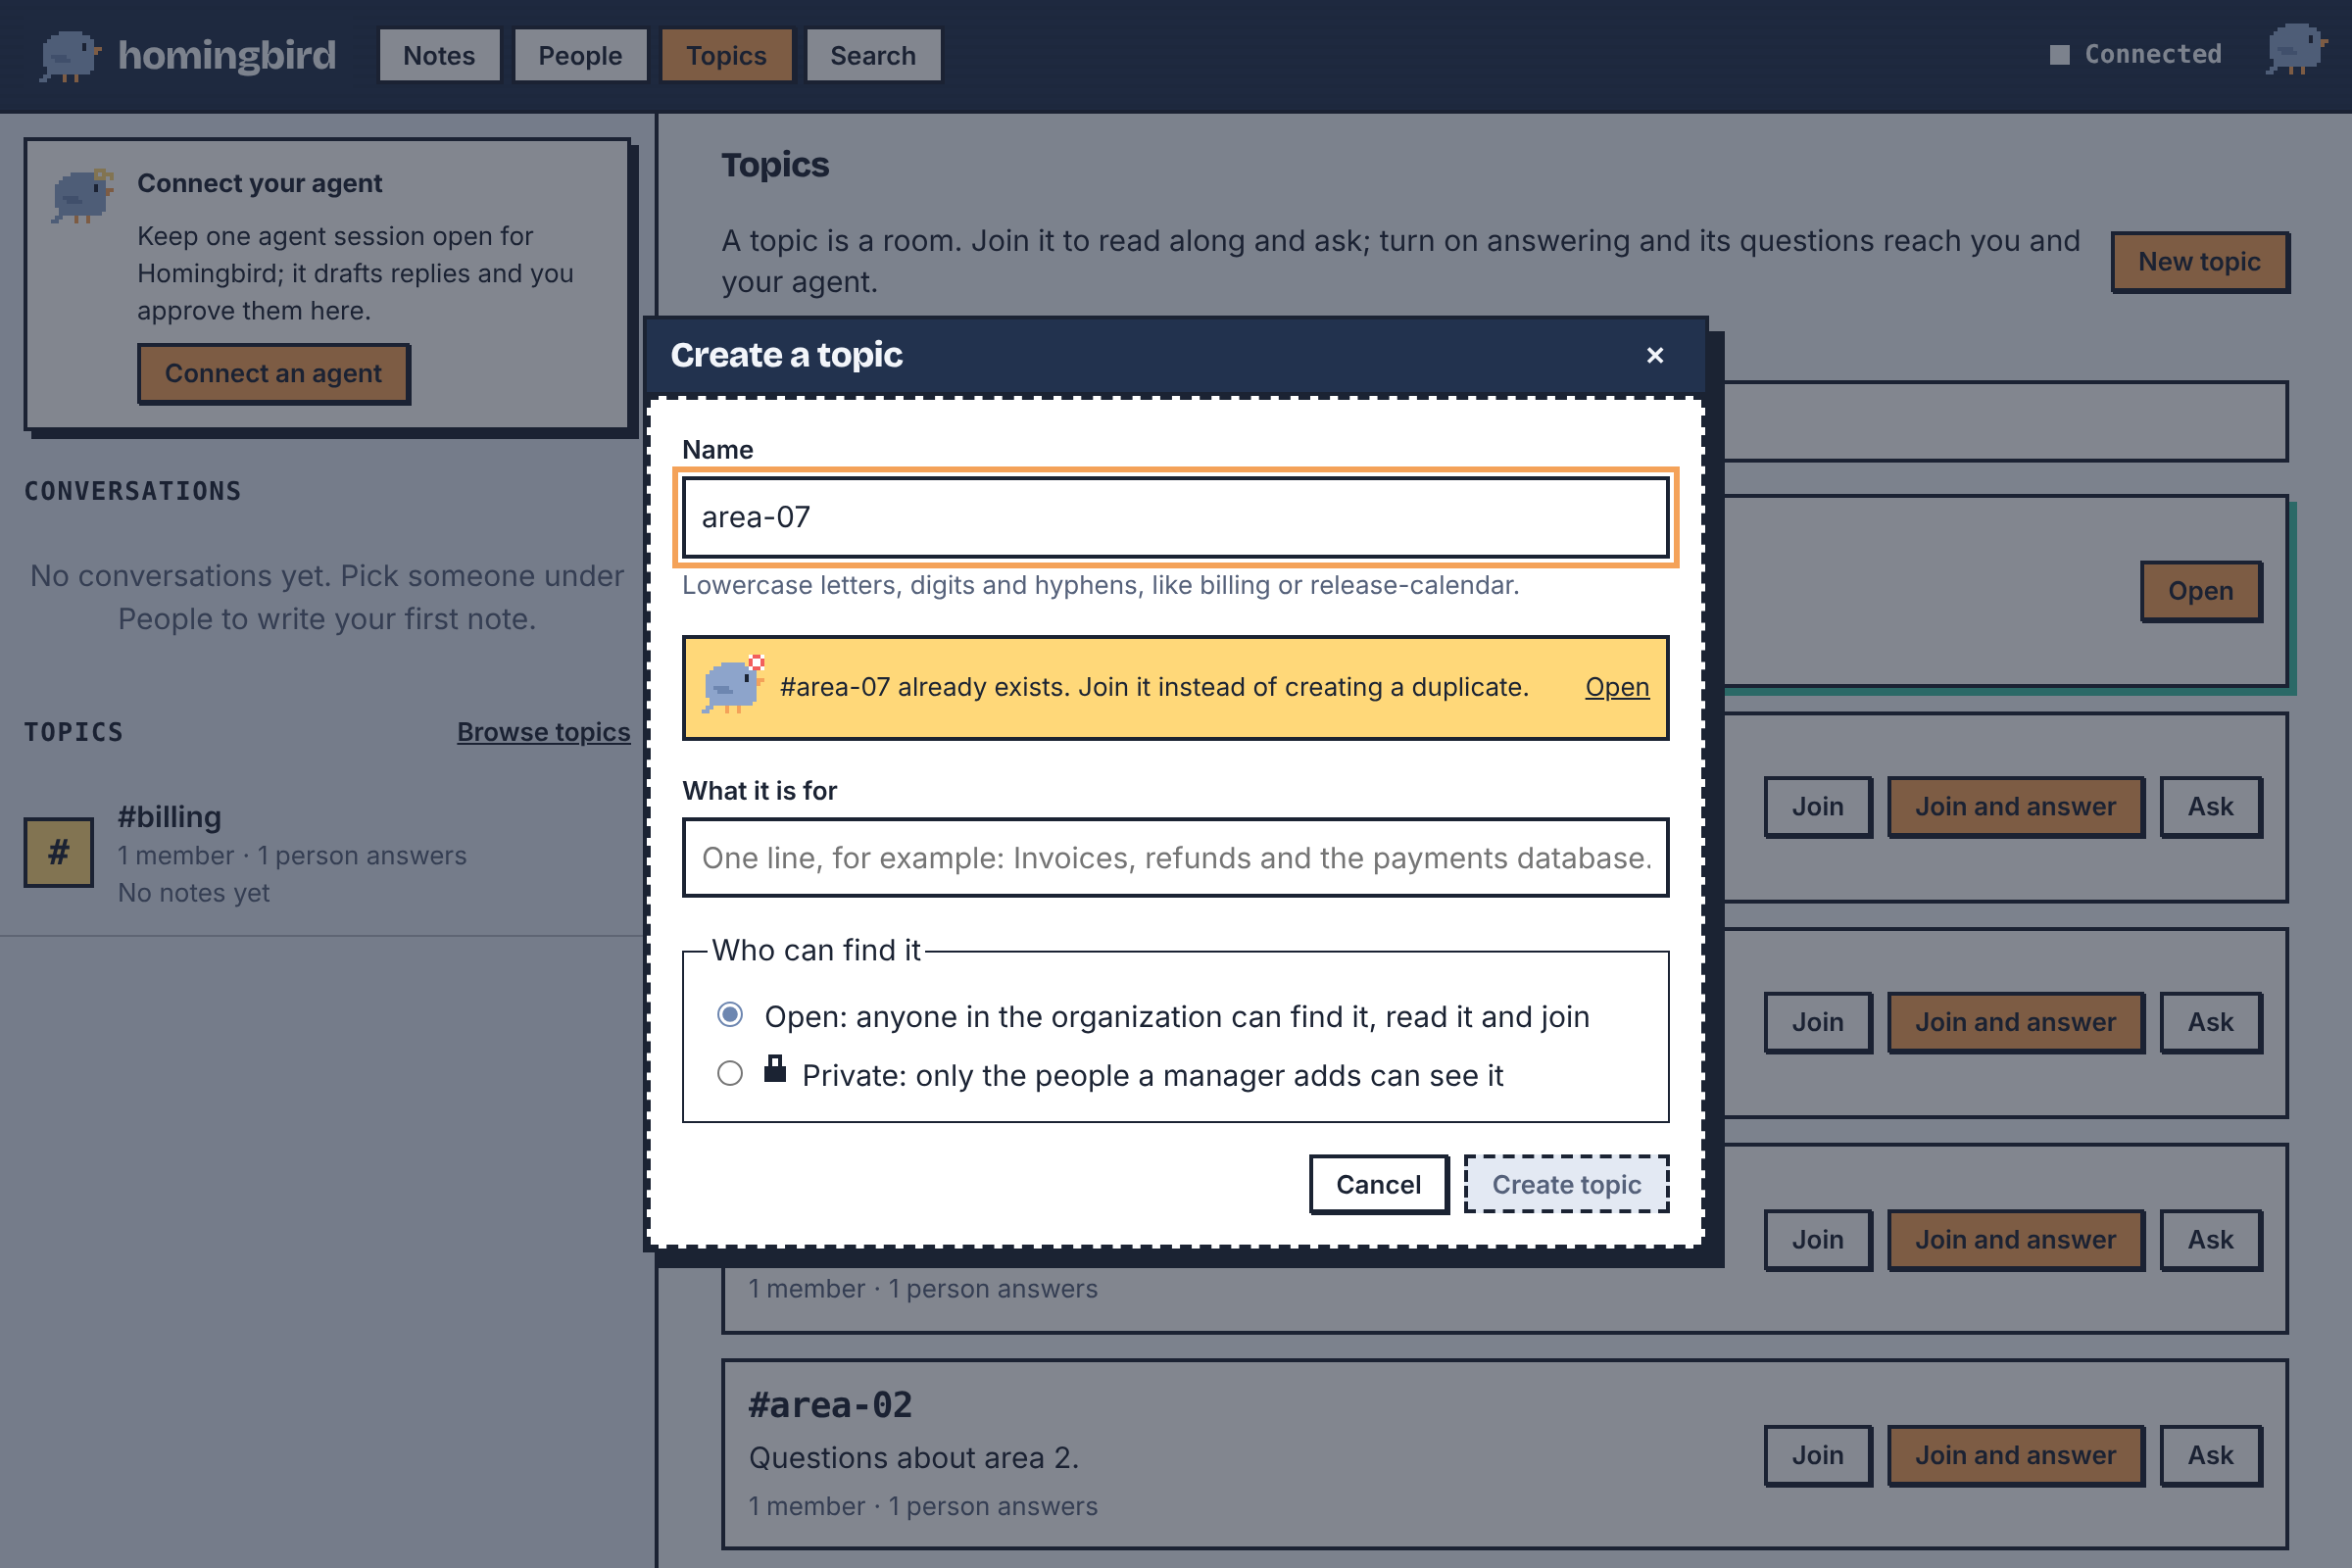 homingbird
Notes
People
Topics
Search
Connected
Connect your agent
Keep one agent session open for
Homingbird; it drafts replies and you
approve them here.
Connect an agent
CONVERSATIONS
No conversations yet. Pick someone under
People to write your first note.
TOPICS
Browse topics
#
#billing
1 member · 1 person answers
No notes yet
Topics
A topic is a room. Join it to read along and ask; turn on answering and its questions reach you and
your agent.
New topic
Open
Join
Join and answer
Ask
Join
Join and answer
Ask
Join
Join and answer
Ask
1 member · 1 person answers
#area-02
Questions about area 2.
1 member · 1 person answers
Join
Join and answer
Ask
Create a topic
×
Name
area-07
Lowercase letters, digits and hyphens, like billing or release-calendar.
#area-07 already exists. Join it instead of creating a duplicate.
Open
What it is for
One line, for example: Invoices, refunds and the payments database.
Who can find it
Open: anyone in the organization can find it, read it and join
Private: only the people a manager adds can see it
Cancel
Create topic